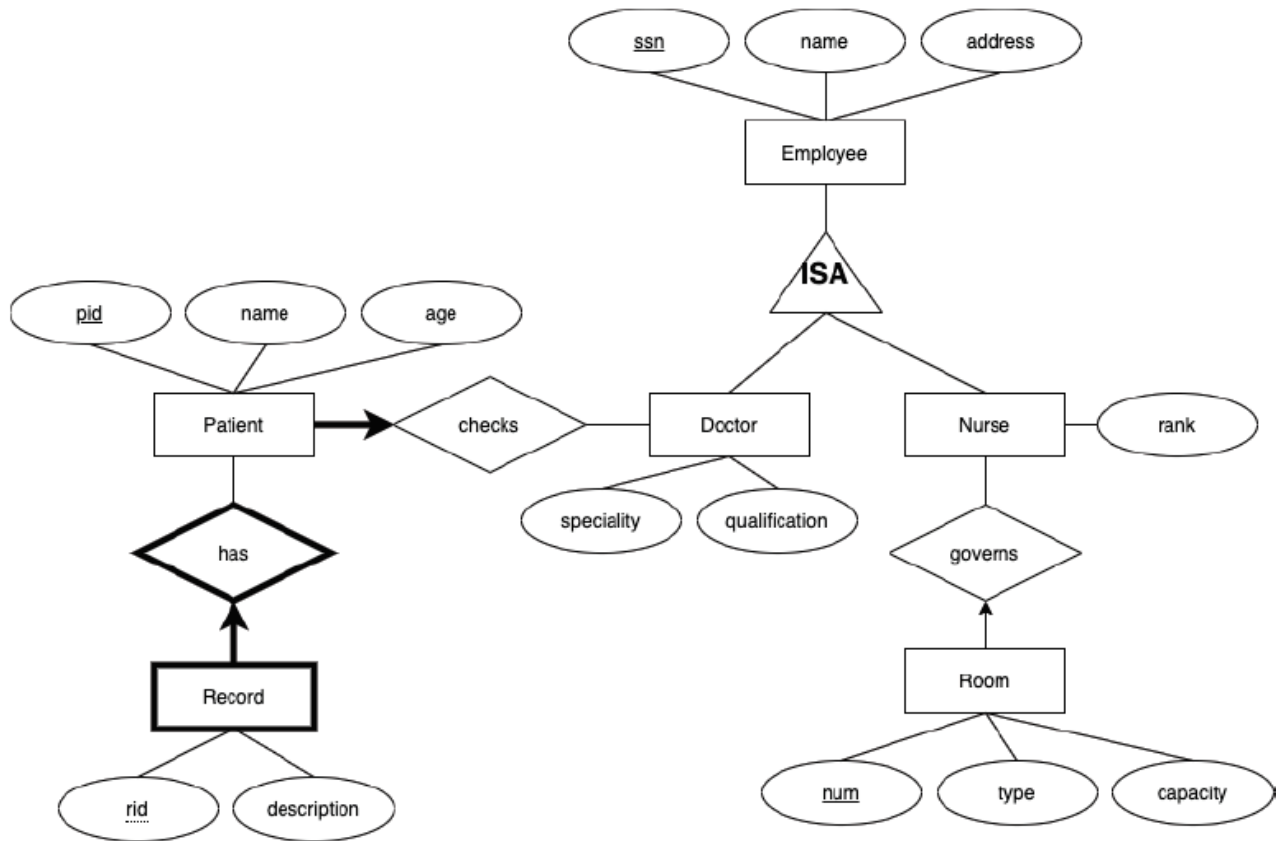 ssn
name
address
Employee
ISA
pid
name
age
Patient
checks
Doctor
Nurse
rank
speciality
qualification
has
governs
Record
Room
rid
description
num
type
capacity